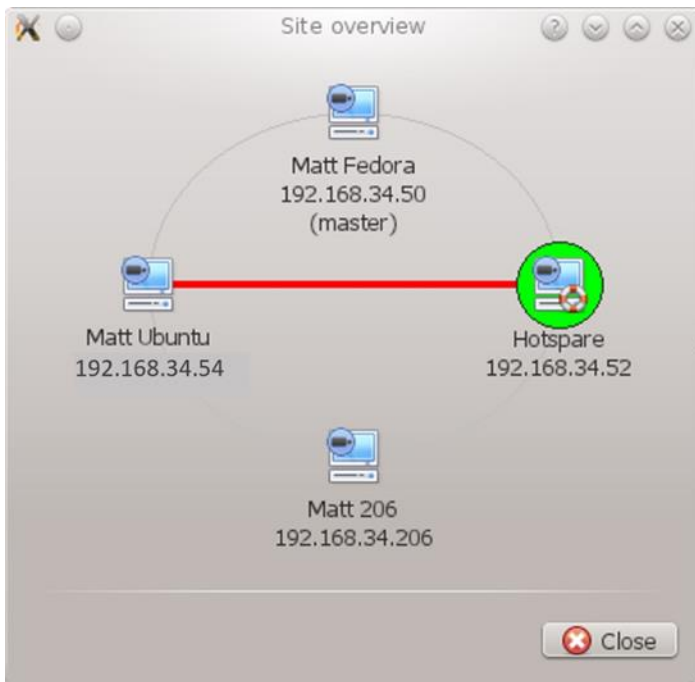 Site overview
Matt Fedora
192.168.34.50
(master)
Matt Ubuntu
192.168.34.54
Hotspare
192.168.34.52
Matt 206
192.168.34.206
Close